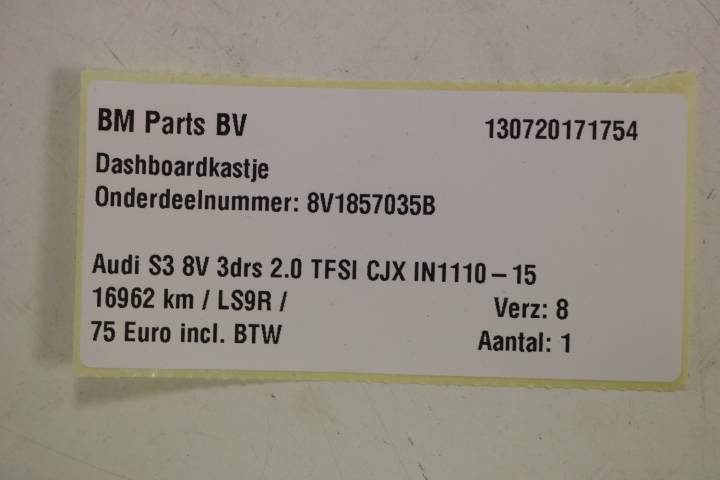 BM Parts BV 130720171754
Dashboardkastje
Onderdeelnummer: 8V1857035B
Audi S3 8V 3drs 2.0 TFSI CJX IN1110-15
16962 km / LS9R / Verz: 8
75 Euro incl. BTW Aantal: 1